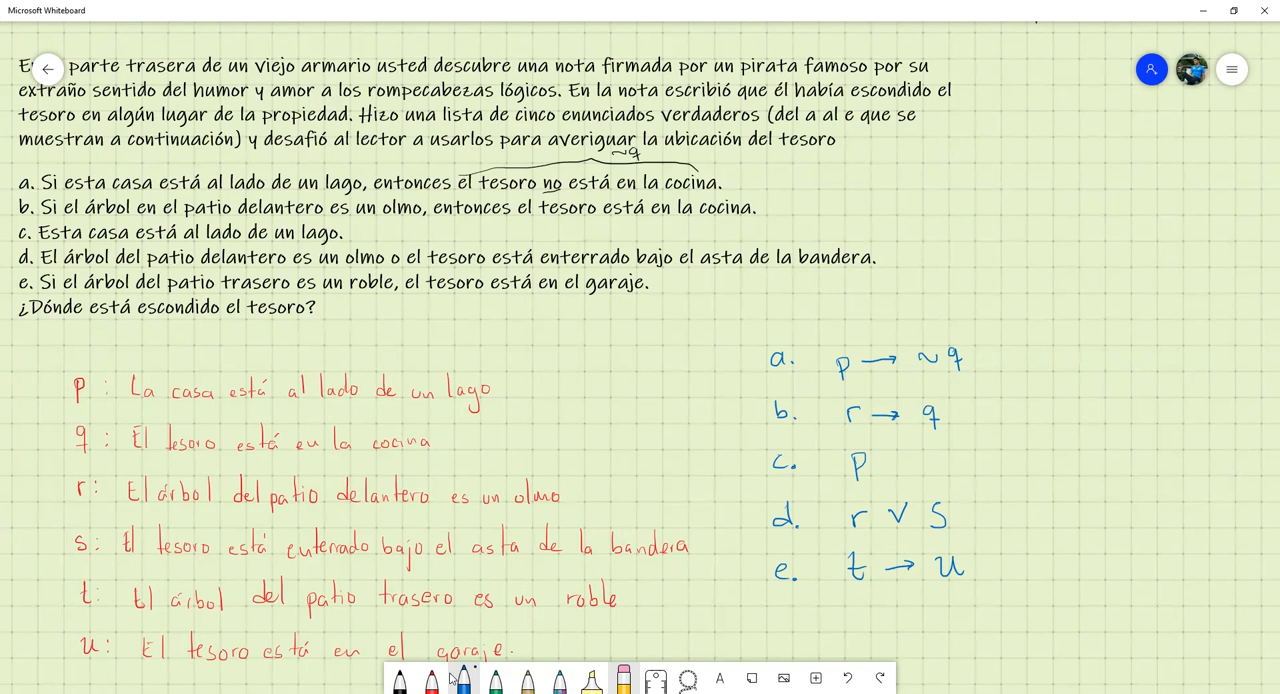 Microsoft Whiteboard
E parte trasera de un viejo armario usted descubre una nota firmada por un pirata famoso por su
extraño sentido del humor y amor a los rompecabezas lógicos. En la nota escribió que él había escondido el
tesoro en algún lugar de la propiedad. Hizo una lista de cinco enunciados verdaderos (del a al e que se
muestran a continuación) y desafió al lector a usarlos para averiguar la ubicación del tesoro
~q
a. Si esta casa está al lado de un lago, entonces el tesoro no está en la cocina.
b. Si el árbol en el patio delantero es un olmo, entonces el tesoro está en la cocina.
c. Esta casa está al lado de un lago.
d. El árbol del patio delantero es un olmo o el tesoro está enterrado bajo el asta de la bandera.
e. Si el árbol del patio trasero es un roble, el tesoro está en el garaje.
¿Dónde está escondido el tesoro?
p : La casa está al lado de un lago
q : El tesoro está en la cocina
r : El árbol del patio delantero es un olmo
s : El tesoro está enterrado bajo el asta de la bandera
t : El árbol del patio trasero es un roble
u : El tesoro está en el garaje.
a. p → ~q
b. r → q
c. p
d. r ∨ s
e. t → u
A